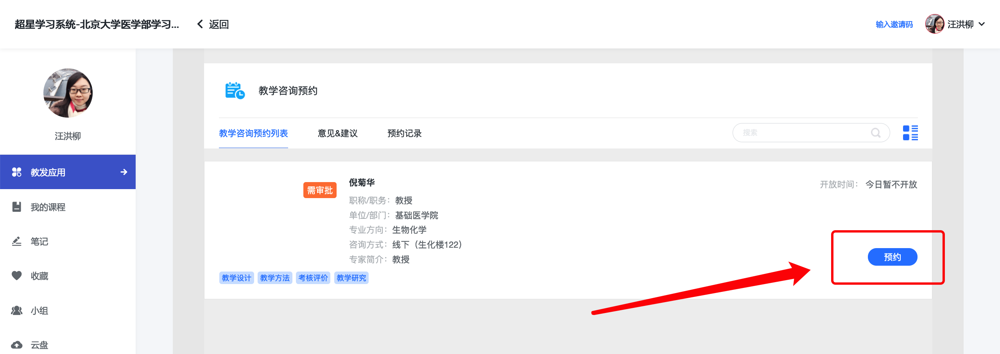 超星学习系统-北京大学医学部学习... 返回 输入邀请码 汪洪柳
汪洪柳
教发应用
我的课程
笔记
收藏
小组
云盘
教学咨询预约
教学咨询预约列表 意见&建议 预约记录 搜索
需审批
倪菊华
开放时间： 今日暂不开放
职称/职务： 教授
单位/部门： 基础医学院
专业方向： 生物化学
咨询方式： 线下（生化楼122）
专家简介： 教授
预约
教学设计 教学方法 考核评价 教学研究